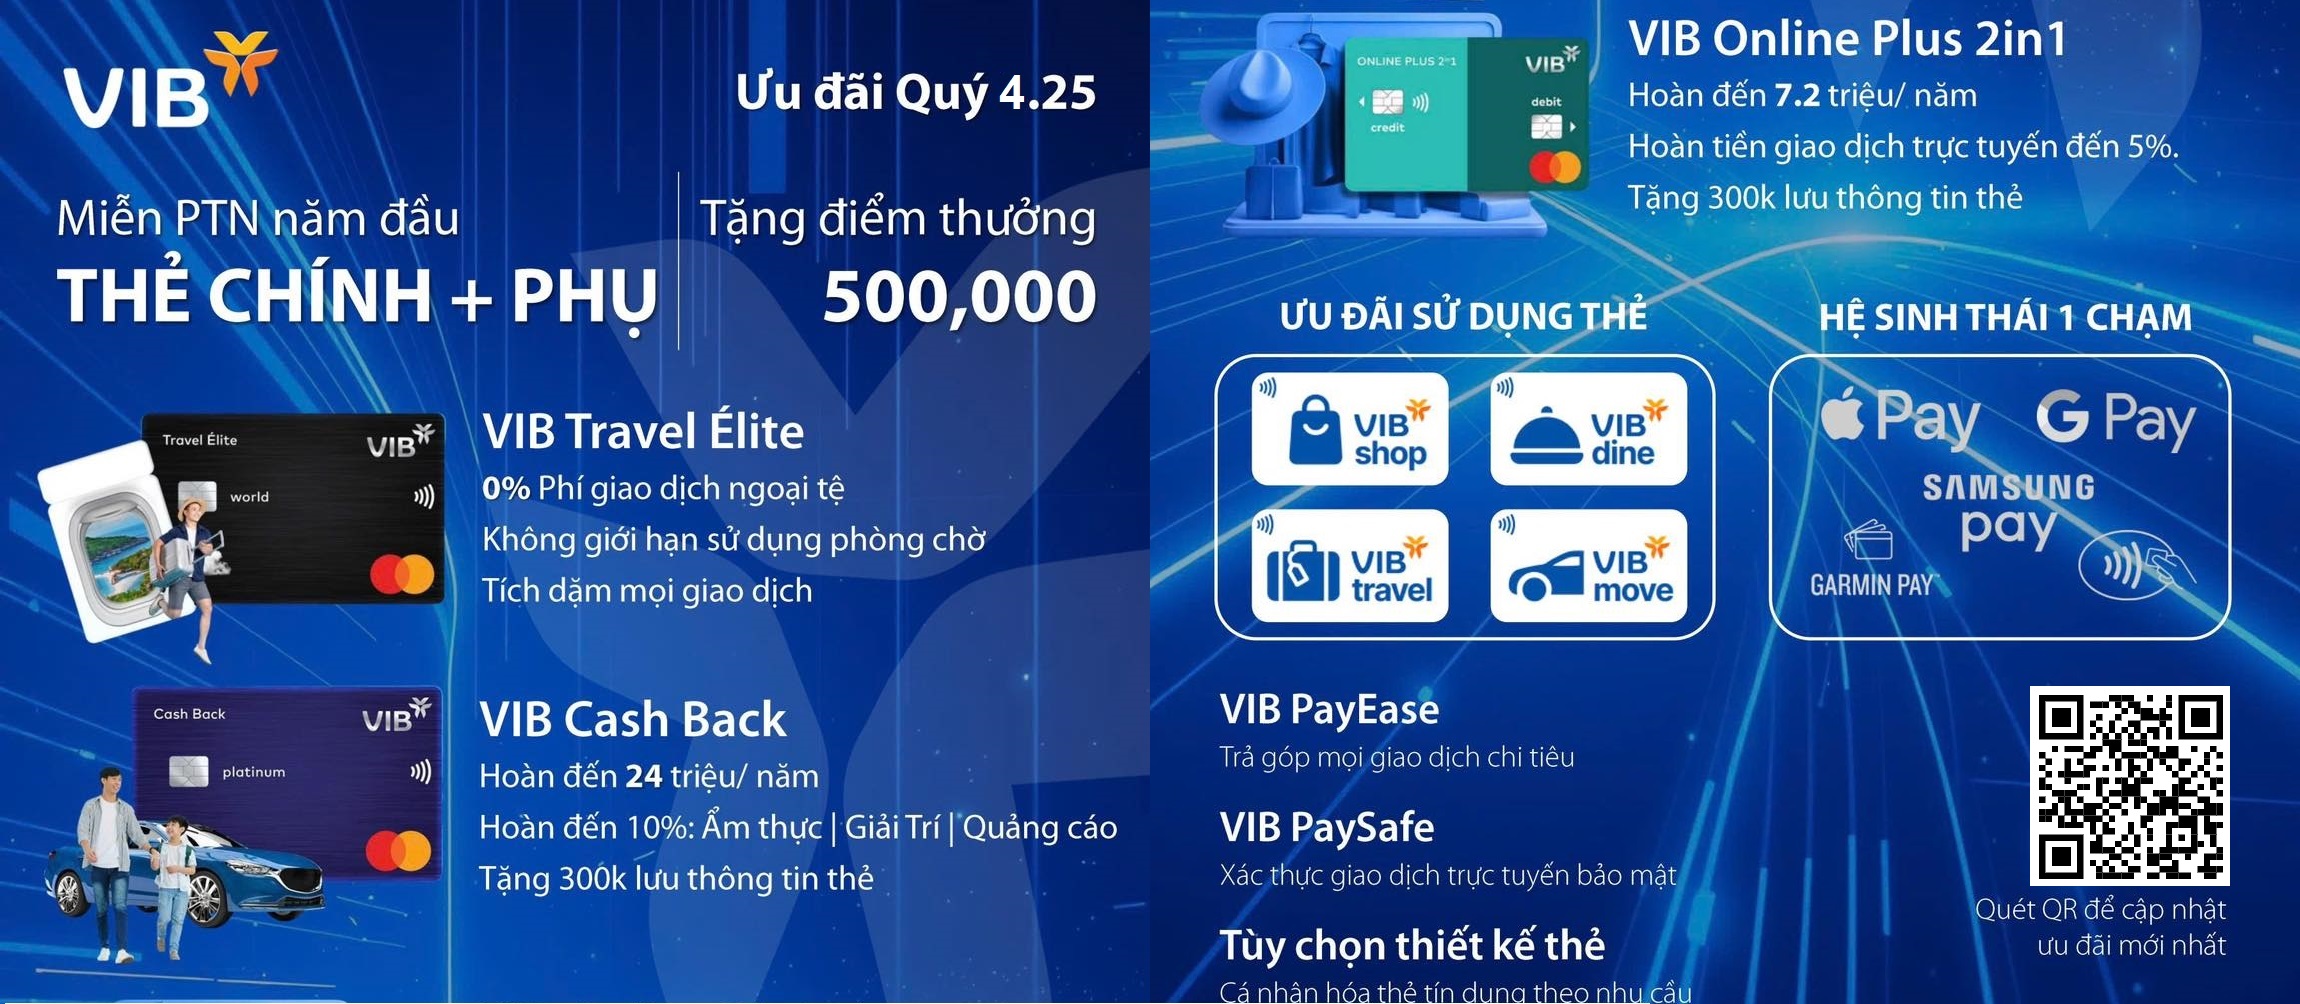 VIB
Ưu đãi Quý 4.25
Miễn PTN năm đầu
THẺ CHÍNH + PHỤ
Tặng điểm thưởng
500,000
Travel Élite
VIB
world
VIB Travel Élite
0% Phí giao dịch ngoại tệ
Không giới hạn sử dụng phòng chờ
Tích dặm mọi giao dịch
Cash Back
VIB
platinum
VIB Cash Back
Hoàn đến 24 triệu/ năm
Hoàn đến 10%: Ẩm thực | Giải Trí | Quảng cáo
Tặng 300k lưu thông tin thẻ
ONLINE PLUS 2in1
VIB
credit
debit
VIB Online Plus 2in1
Hoàn đến 7.2 triệu/ năm
Hoàn tiền giao dịch trực tuyến đến 5%.
Tặng 300k lưu thông tin thẻ
ƯU ĐÃI SỬ DỤNG THẺ
VIB
shop
VIB
dine
VIB
travel
VIB
move
HỆ SINH THÁI 1 CHẠM
Pay
G Pay
SAMSUNG
pay
GARMIN PAY
VIB PayEase
Trả góp mọi giao dịch chi tiêu
VIB PaySafe
Xác thực giao dịch trực tuyến bảo mật
Tùy chọn thiết kế thẻ
Cá nhân hóa thẻ tín dụng theo nhu cầu
Quét QR để cập nhật
ưu đãi mới nhất